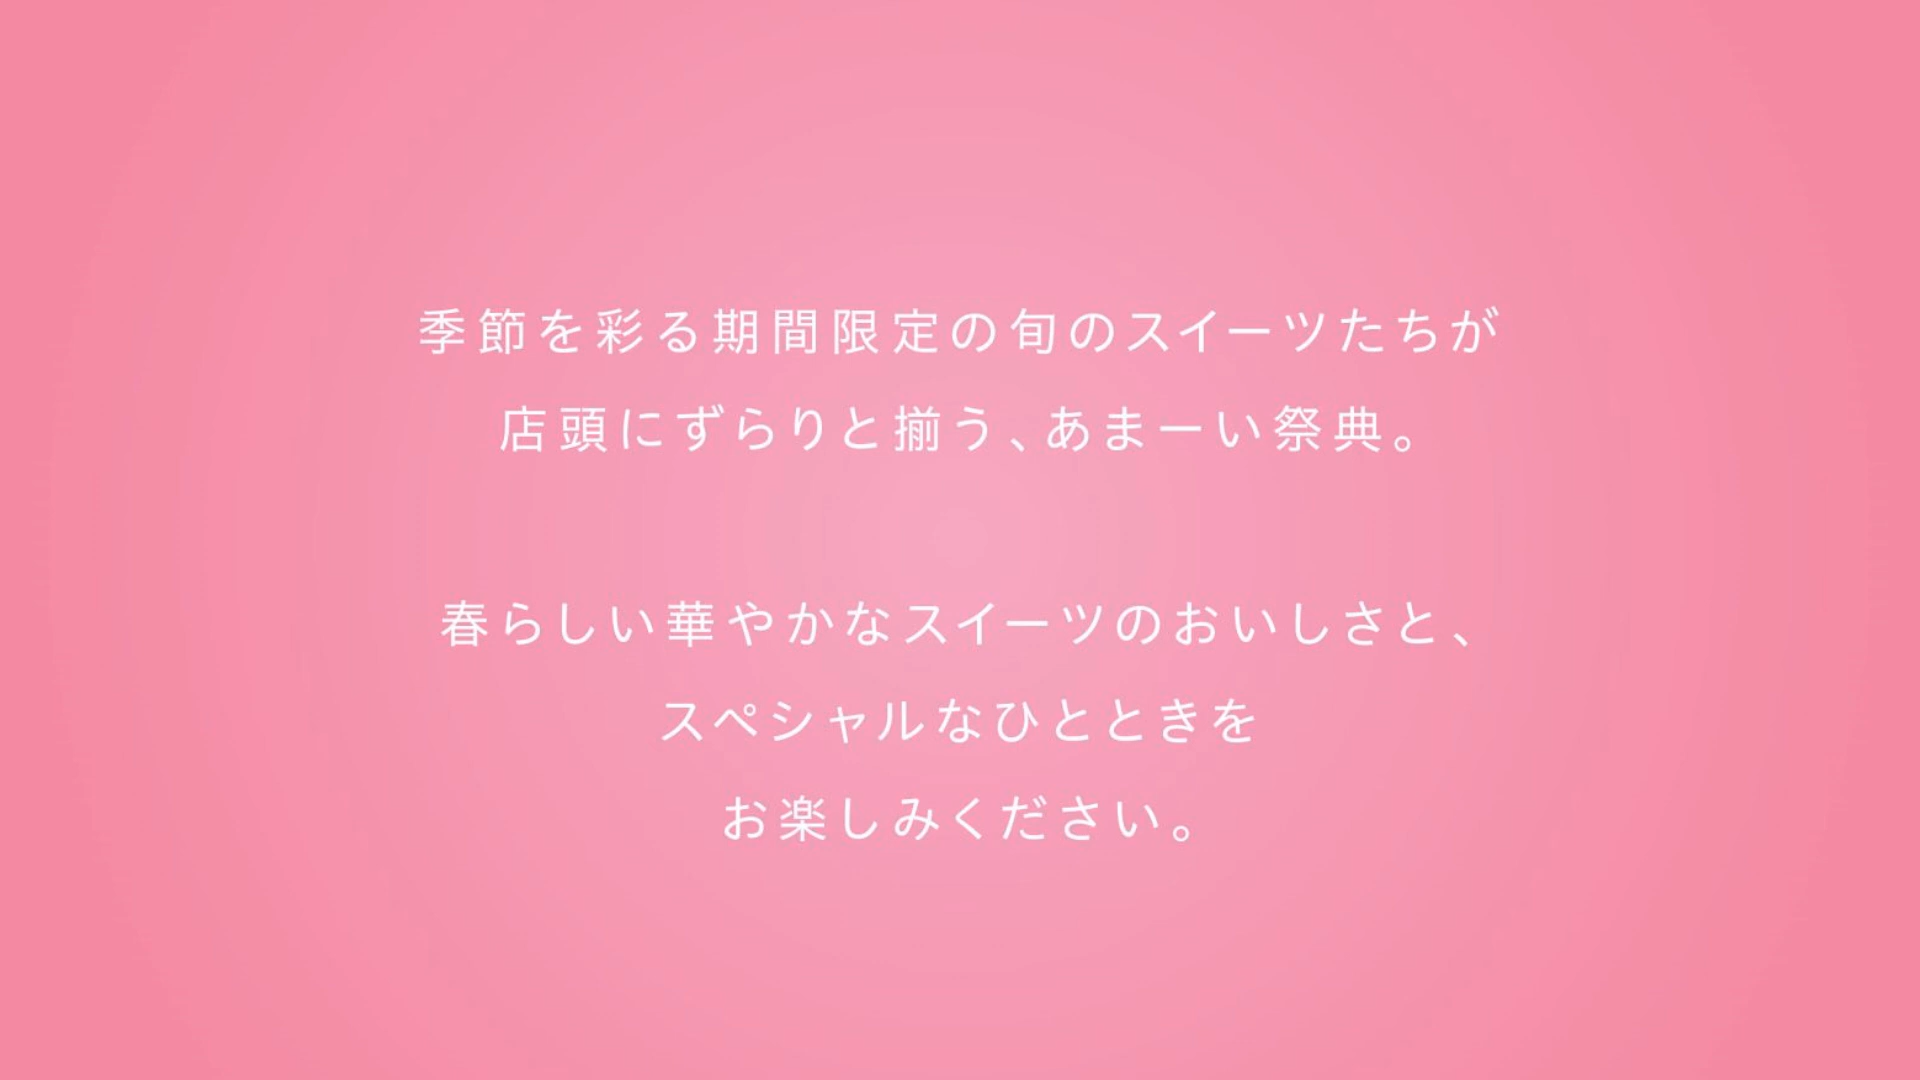 季節を彩る期間限定の旬のスイーツたちが
店頭にずらりと揃う、あまーい祭典。
春らしい華やかなスイーツのおいしさと、
スペシャルなひとときを
お楽しみください。